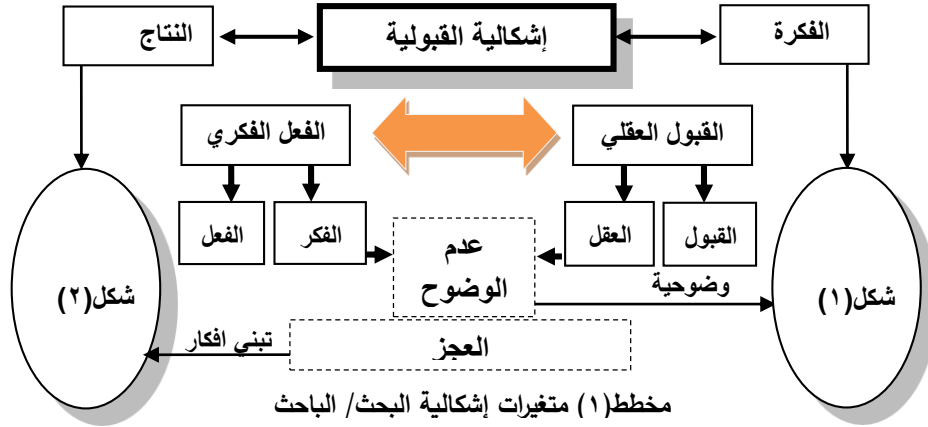 الفكرة
إشكالية القبولية
النتاج
القبول العقلي
الفعل الفكري
القبول
العقل
الفكر
الفعل
عدم
الوضوح
وضوحية
شكل(١)
شكل(٢)
العجز
تبني افكار
مخطط(١) متغيرات إشكالية البحث/ الباحث